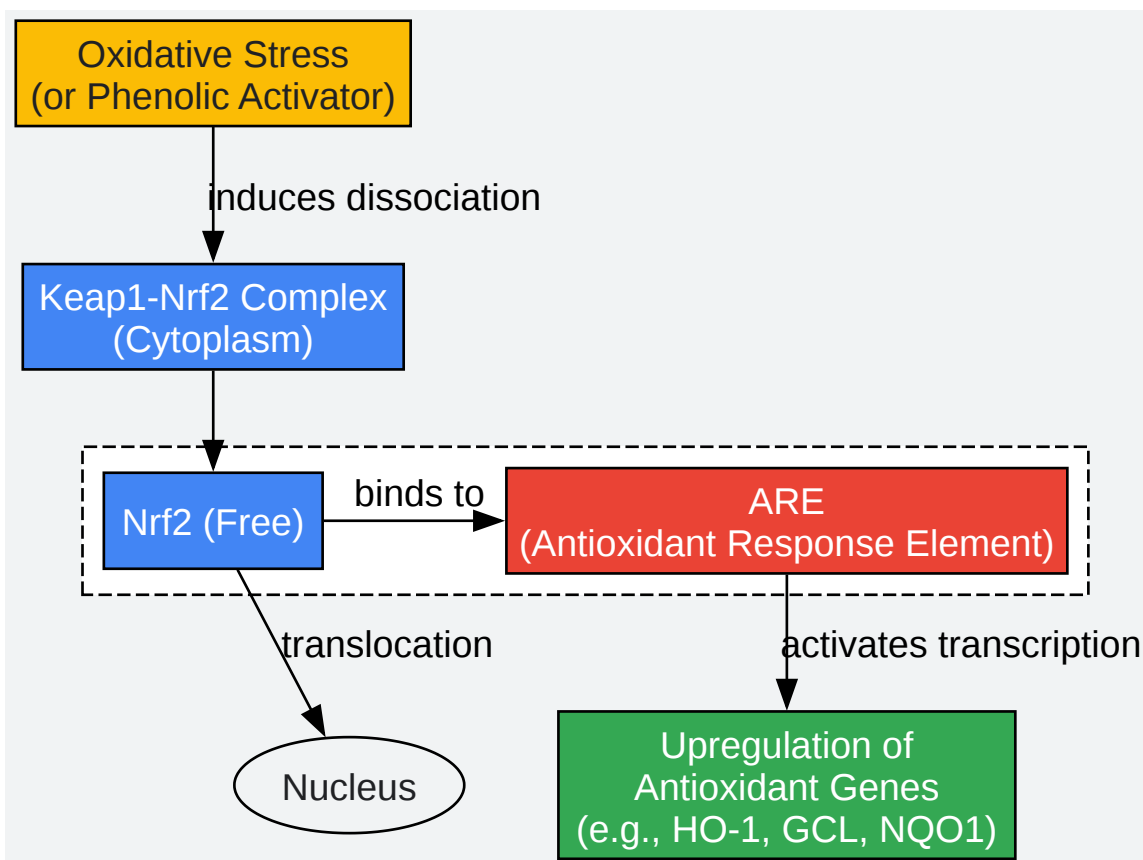 Oxidative Stress
(or Phenolic Activator)
induces dissociation
Keap1-Nrf2 Complex
(Cytoplasm)
Nrf2 (Free)
binds to
ARE
(Antioxidant Response Element)
translocation
activates transcription
Nucleus
Upregulation of
Antioxidant Genes
(e.g., HO-1, GCL, NQO1)